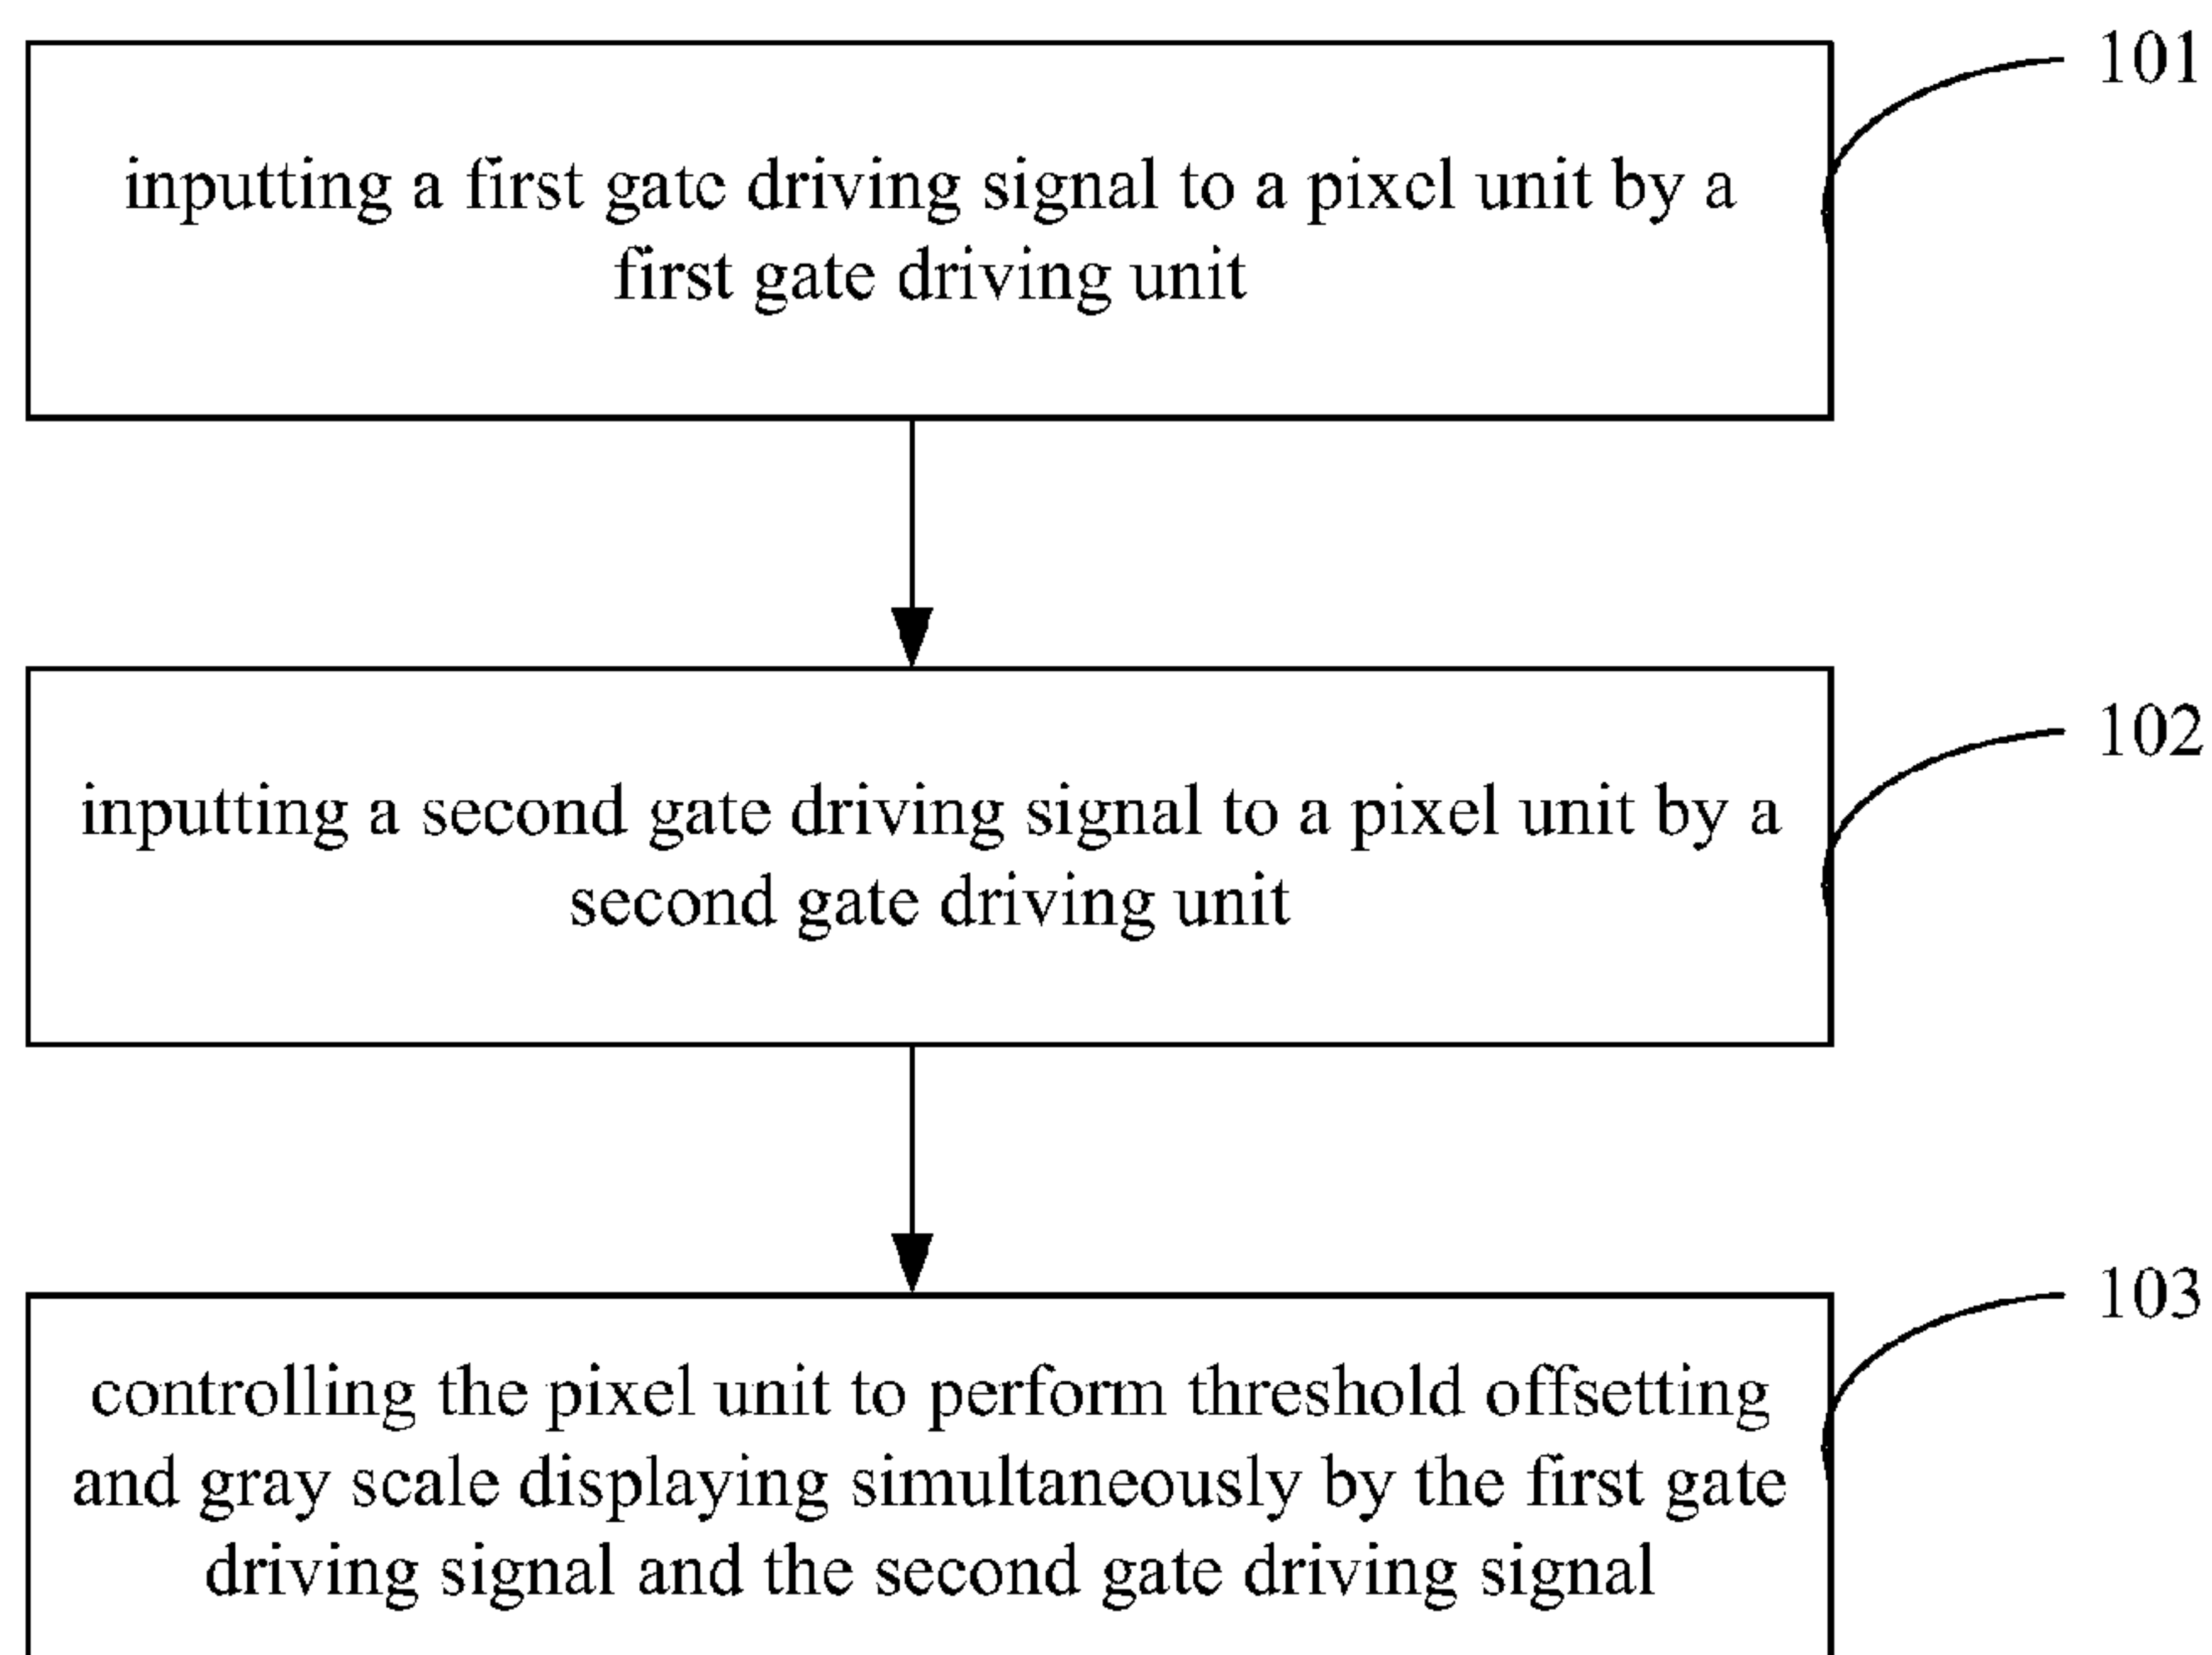 101
inputting a first gate driving signal to a pixel unit by a
first gate driving unit
102
inputting a second gate driving signal to a pixel unit by a
second gate driving unit
103
controlling the pixel unit to perform threshold offsetting
and gray scale displaying simultaneously by the first gate
driving signal and the second gate driving signal